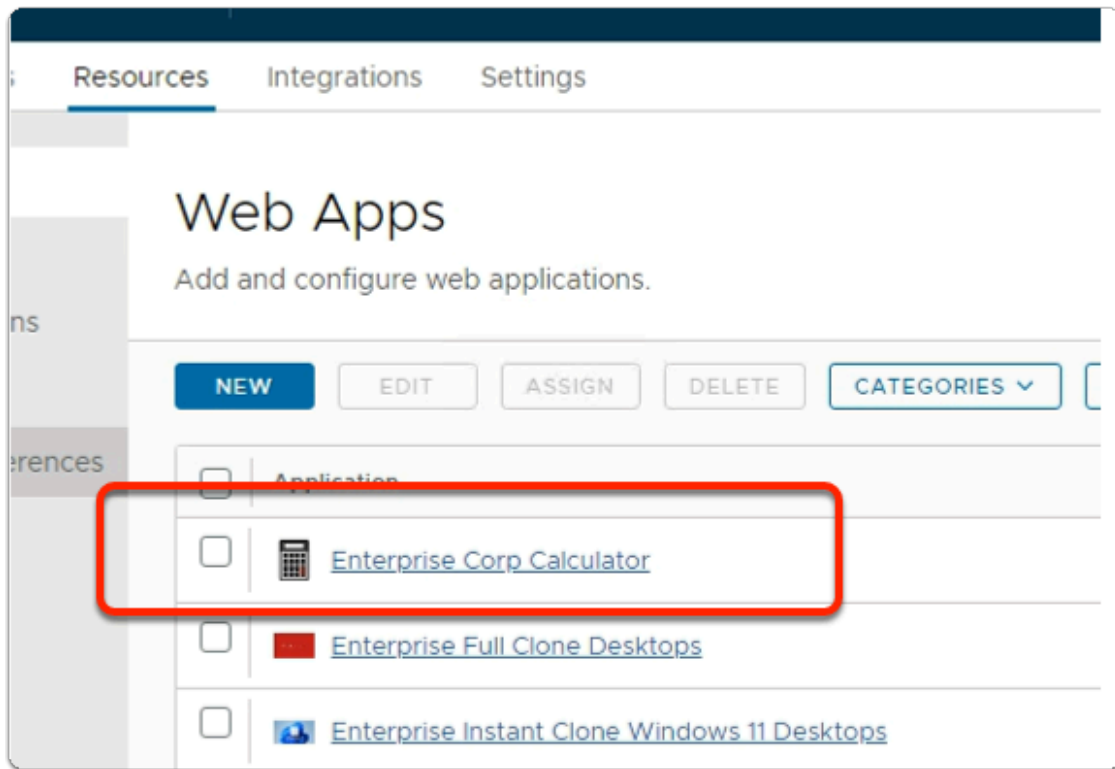 Resources Integrations Settings
Web Apps
Add and configure web applications.
ns
erences
NEW EDIT ASSIGN DELETE CATEGORIES
Application
Enterprise Corp Calculator
Enterprise Full Clone Desktops
Enterprise Instant Clone Windows 11 Desktops